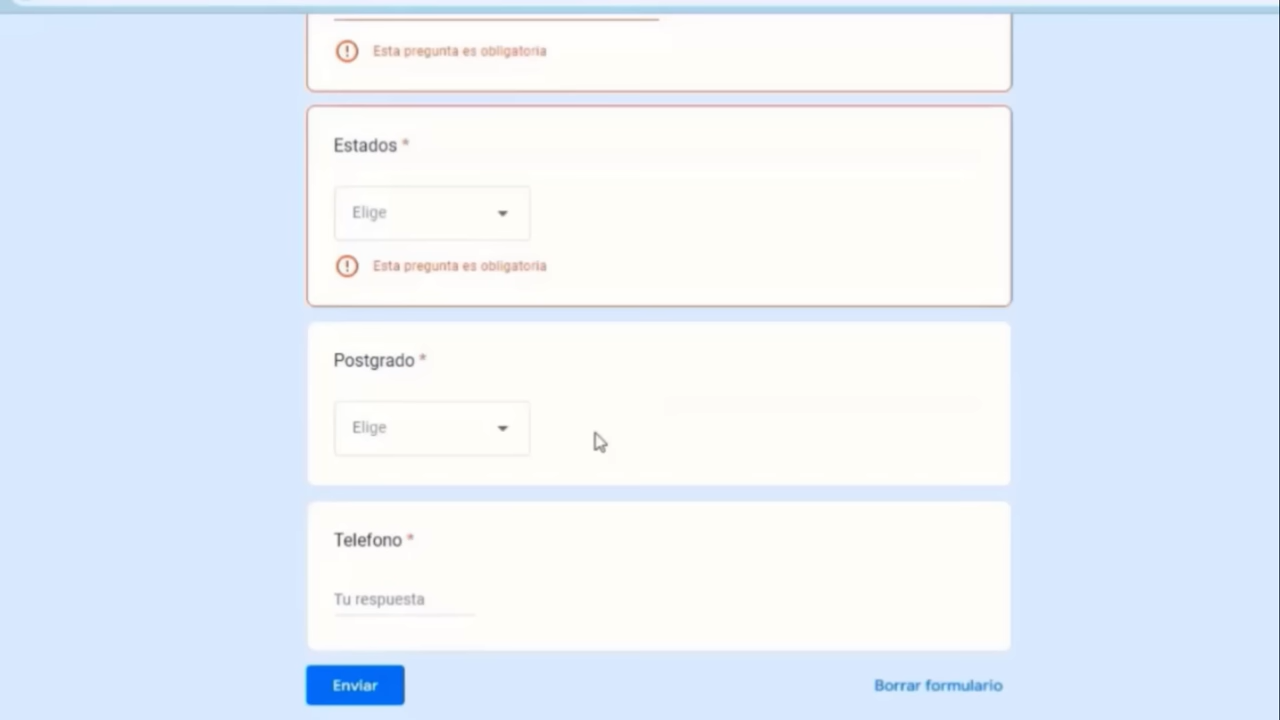 Esta pregunta es obligatoria
Estados *
Elige
Esta pregunta es obligatoria
Postgrado *
Elige
Telefono *
Tu respuesta
Enviar
Borrar formulario